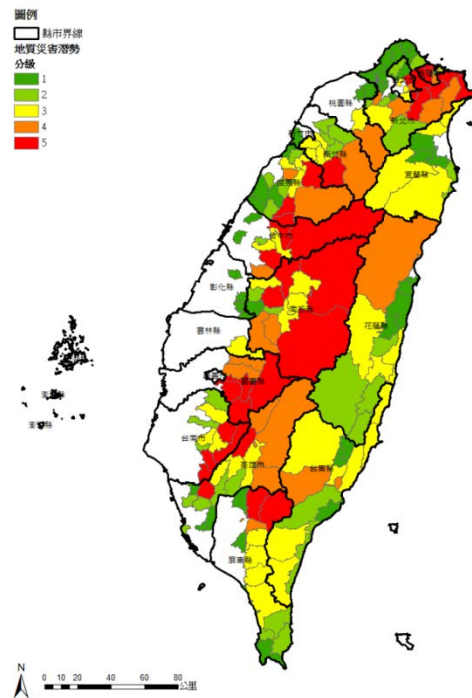 圖例
縣市界線
地質災害潛勢
分級
1
2
3
4
5
桃園縣
新北市
新竹縣
宜蘭縣
苗栗縣
台中市
彰化縣
南投縣
花蓮縣
雲林縣
嘉義縣
台南市
高雄市
台東縣
屏東縣
N
0 10 20 40 60 80
公里